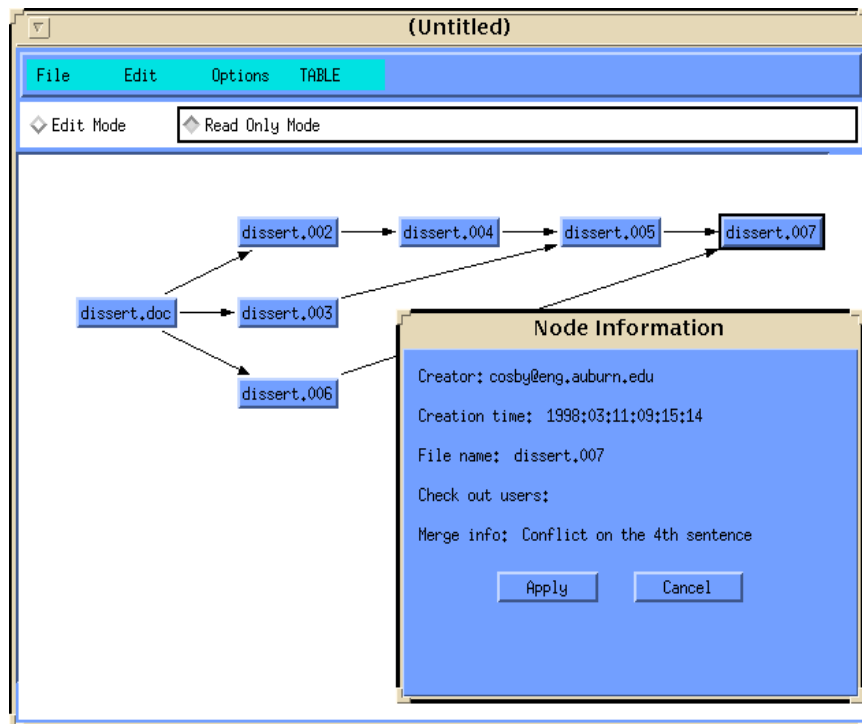 (Untitled)
File Edit Options TABLE
Edit Mode Read Only Mode
dissert.002 dissert.004 dissert.005 dissert.007
dissert.doc dissert.003
dissert.006
Node Information
Creator: cosby@eng.auburn.edu
Creation time: 1998:03:11:09:15:14
File name: dissert.007
Check out users:
Merge info: Conflict on the 4th sentence
Apply Cancel